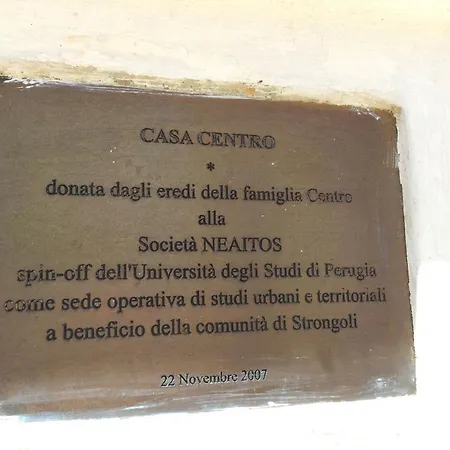 CASA CENTRO
*
donata dagli eredi della famiglia Centro
alla
Società NEAITOS
spin-off dell'Università degli Studi di Perugia
come sede operativa di studi urbani e territoriali
a beneficio della comunità di Strongoli
22 Novembre 2007